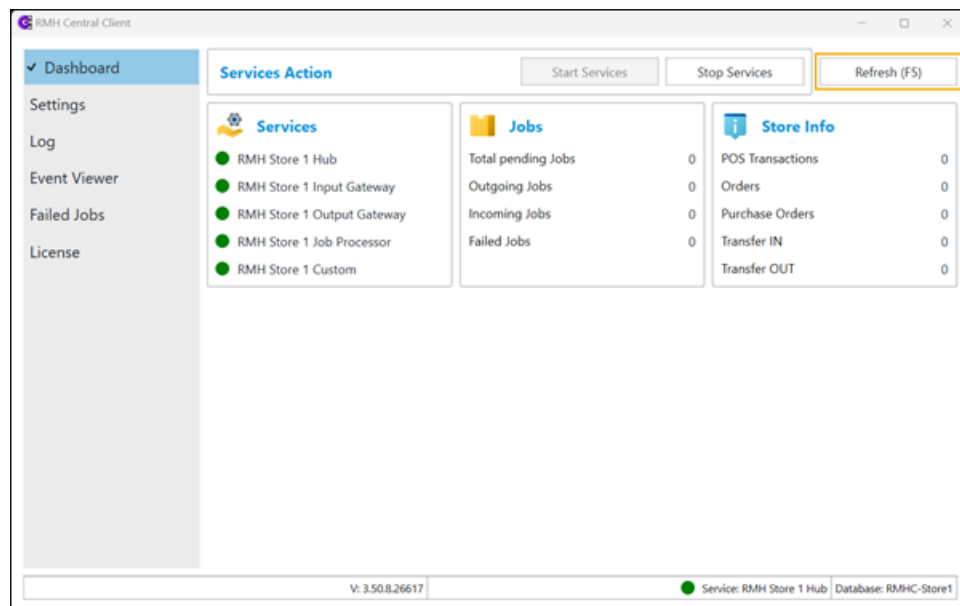 RMH Central Client
✔ Dashboard
Settings
Log
Event Viewer
Failed Jobs
License
Services Action
Start Services
Stop Services
Refresh (F5)
Services
RMH Store 1 Hub
RMH Store 1 Input Gateway
RMH Store 1 Output Gateway
RMH Store 1 Job Processor
RMH Store 1 Custom
Jobs
Total pending Jobs 0
Outgoing Jobs 0
Incoming Jobs 0
Failed Jobs 0
Store Info
POS Transactions 0
Orders 0
Purchase Orders 0
Transfer IN 0
Transfer OUT 0
V: 3.50.8.26617
Service: RMH Store 1 Hub
Database: RMHC-Store1